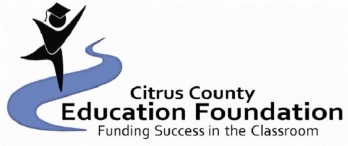 Citrus County
Education Foundation
Funding Success in the Classroom